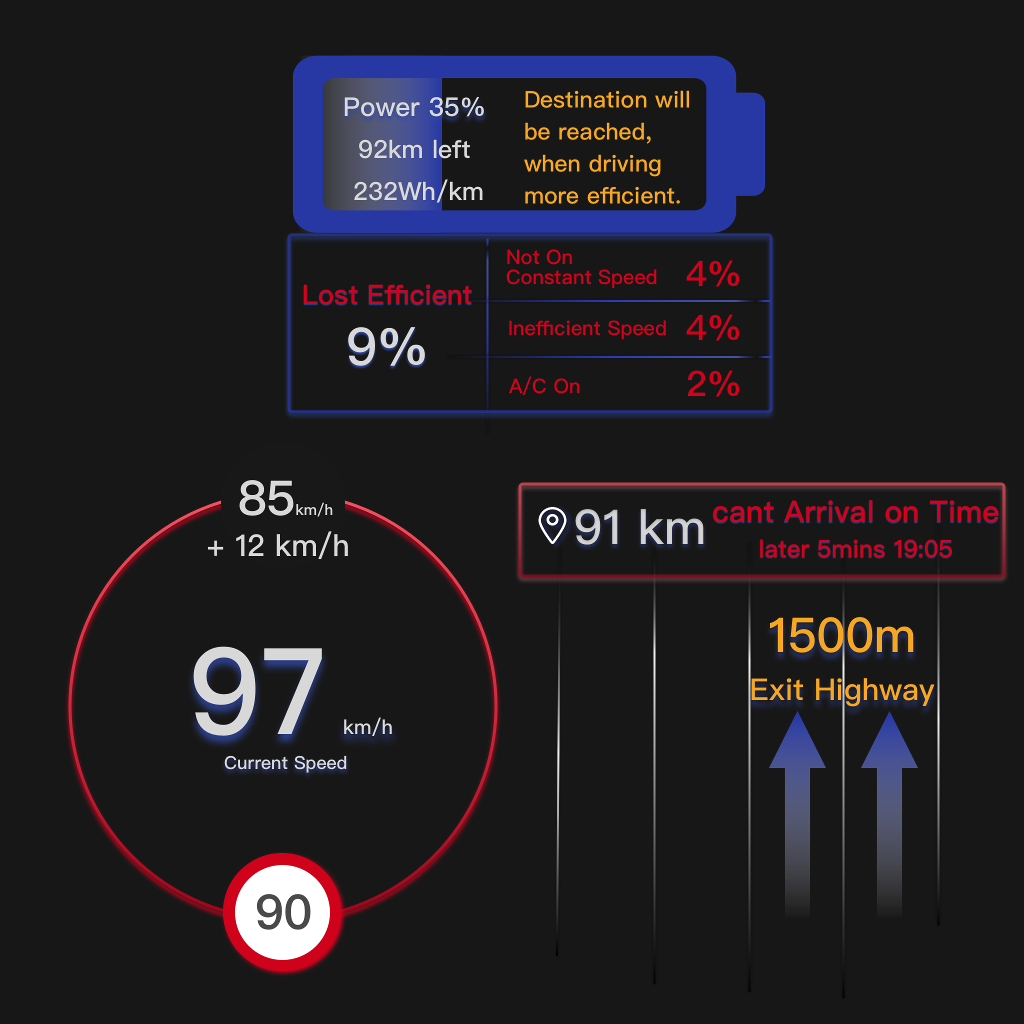 Power 35%
92km left
232Wh/km
Destination will
be reached,
when driving
more efficient.
Lost Efficient
9%
Not On
Constant Speed 4%
Inefficient Speed 4%
A/C On 2%
85km/h
+ 12 km/h
97 km/h
Current Speed
90
91 km
cant Arrival on Time
later 5mins 19:05
1500m
Exit Highway